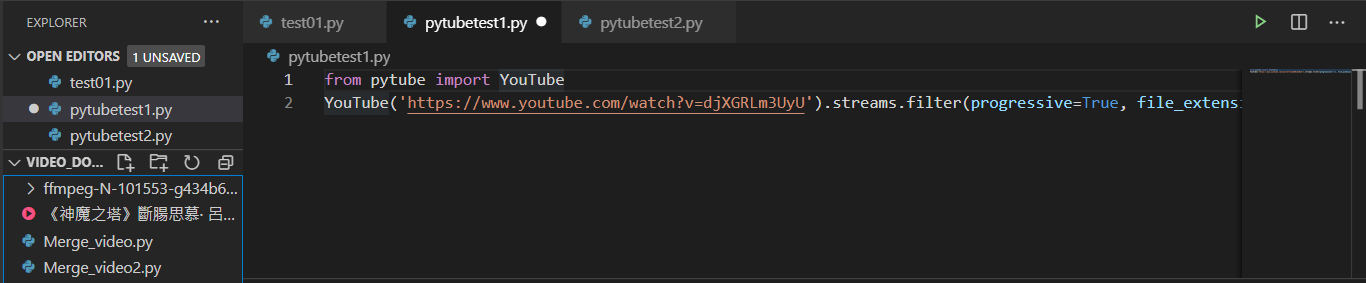 EXPLORER
OPEN EDITORS 1 UNSAVED
test01.py
pytubetest1.py
pytubetest2.py
VIDEO_DO...
ffmpeg-N-101553-g434b6...
《神魔之塔》斷腸思慕· 呂...
Merge_video.py
Merge_video2.py
test01.py pytubetest1.py pytubetest2.py
pytubetest1.py
1 from pytube import YouTube
2 YouTube('https://www.youtube.com/watch?v=djXGRLm3UyU').streams.filter(progressive=True, file_extensi